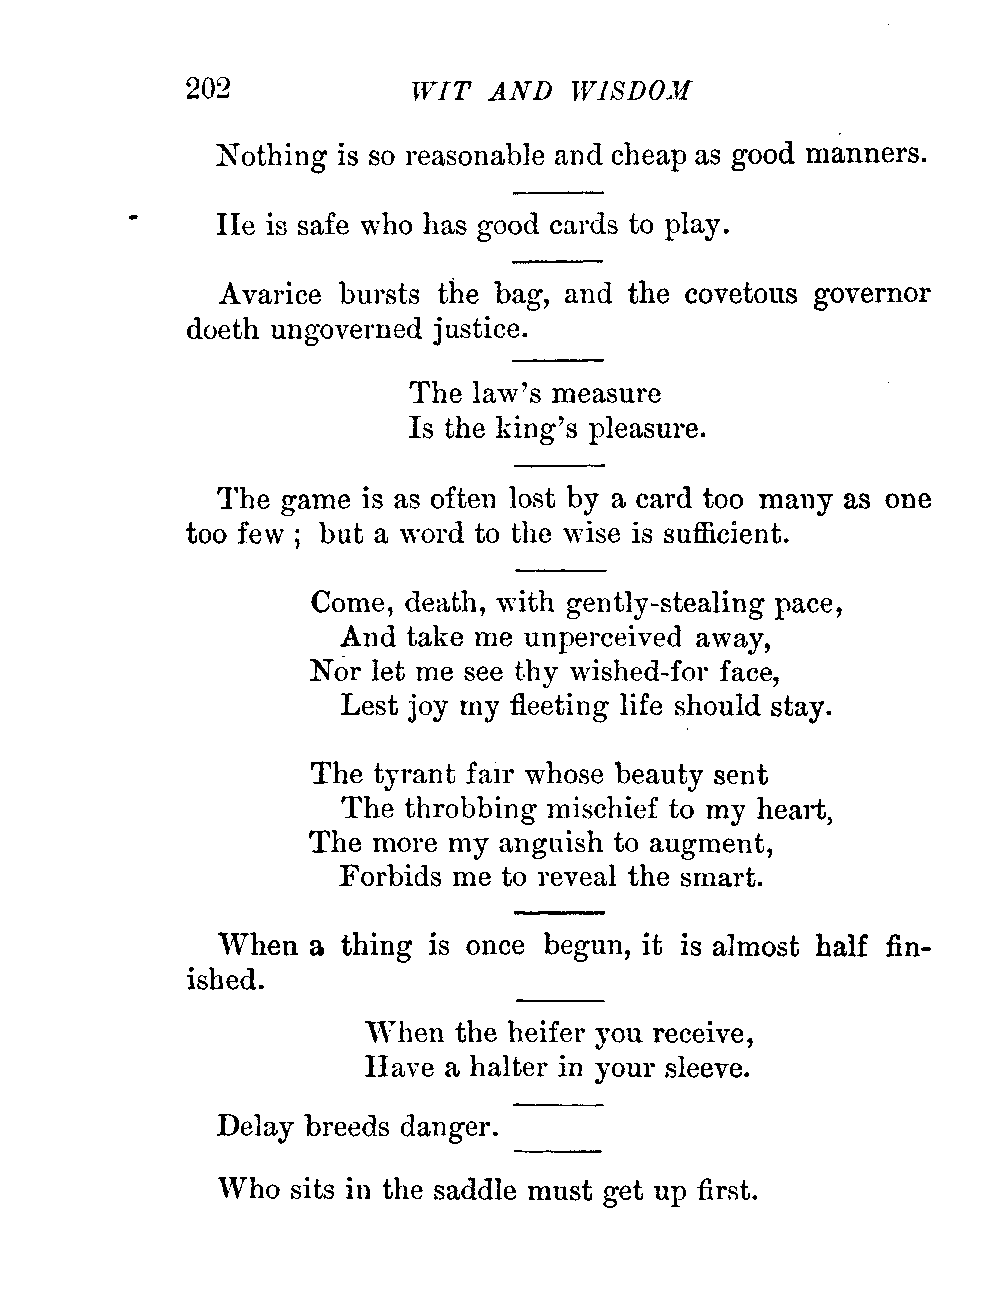 202 WIT AND WISDOM
Nothing is so reasonable and cheap as good manners.
He is safe who has good cards to play.
Avarice bursts the bag, and the covetous governor
doeth ungoverned justice.
The law's measure
Is the king's pleasure.
The game is as often lost by a card too many as one
too few ; but a word to the wise is sufficient.
Come, death, with gently-stealing pace,
And take me unperceived away,
Nor let me see thy wished-for face,
Lest joy my fleeting life should stay.
The tyrant fair whose beauty sent
The throbbing mischief to my heart,
The more my anguish to augment,
Forbids me to reveal the smart.
When a thing is once begun, it is almost half fin-
ished.
When the heifer you receive,
Have a halter in your sleeve.
Delay breeds danger.
Who sits in the saddle must get up first.